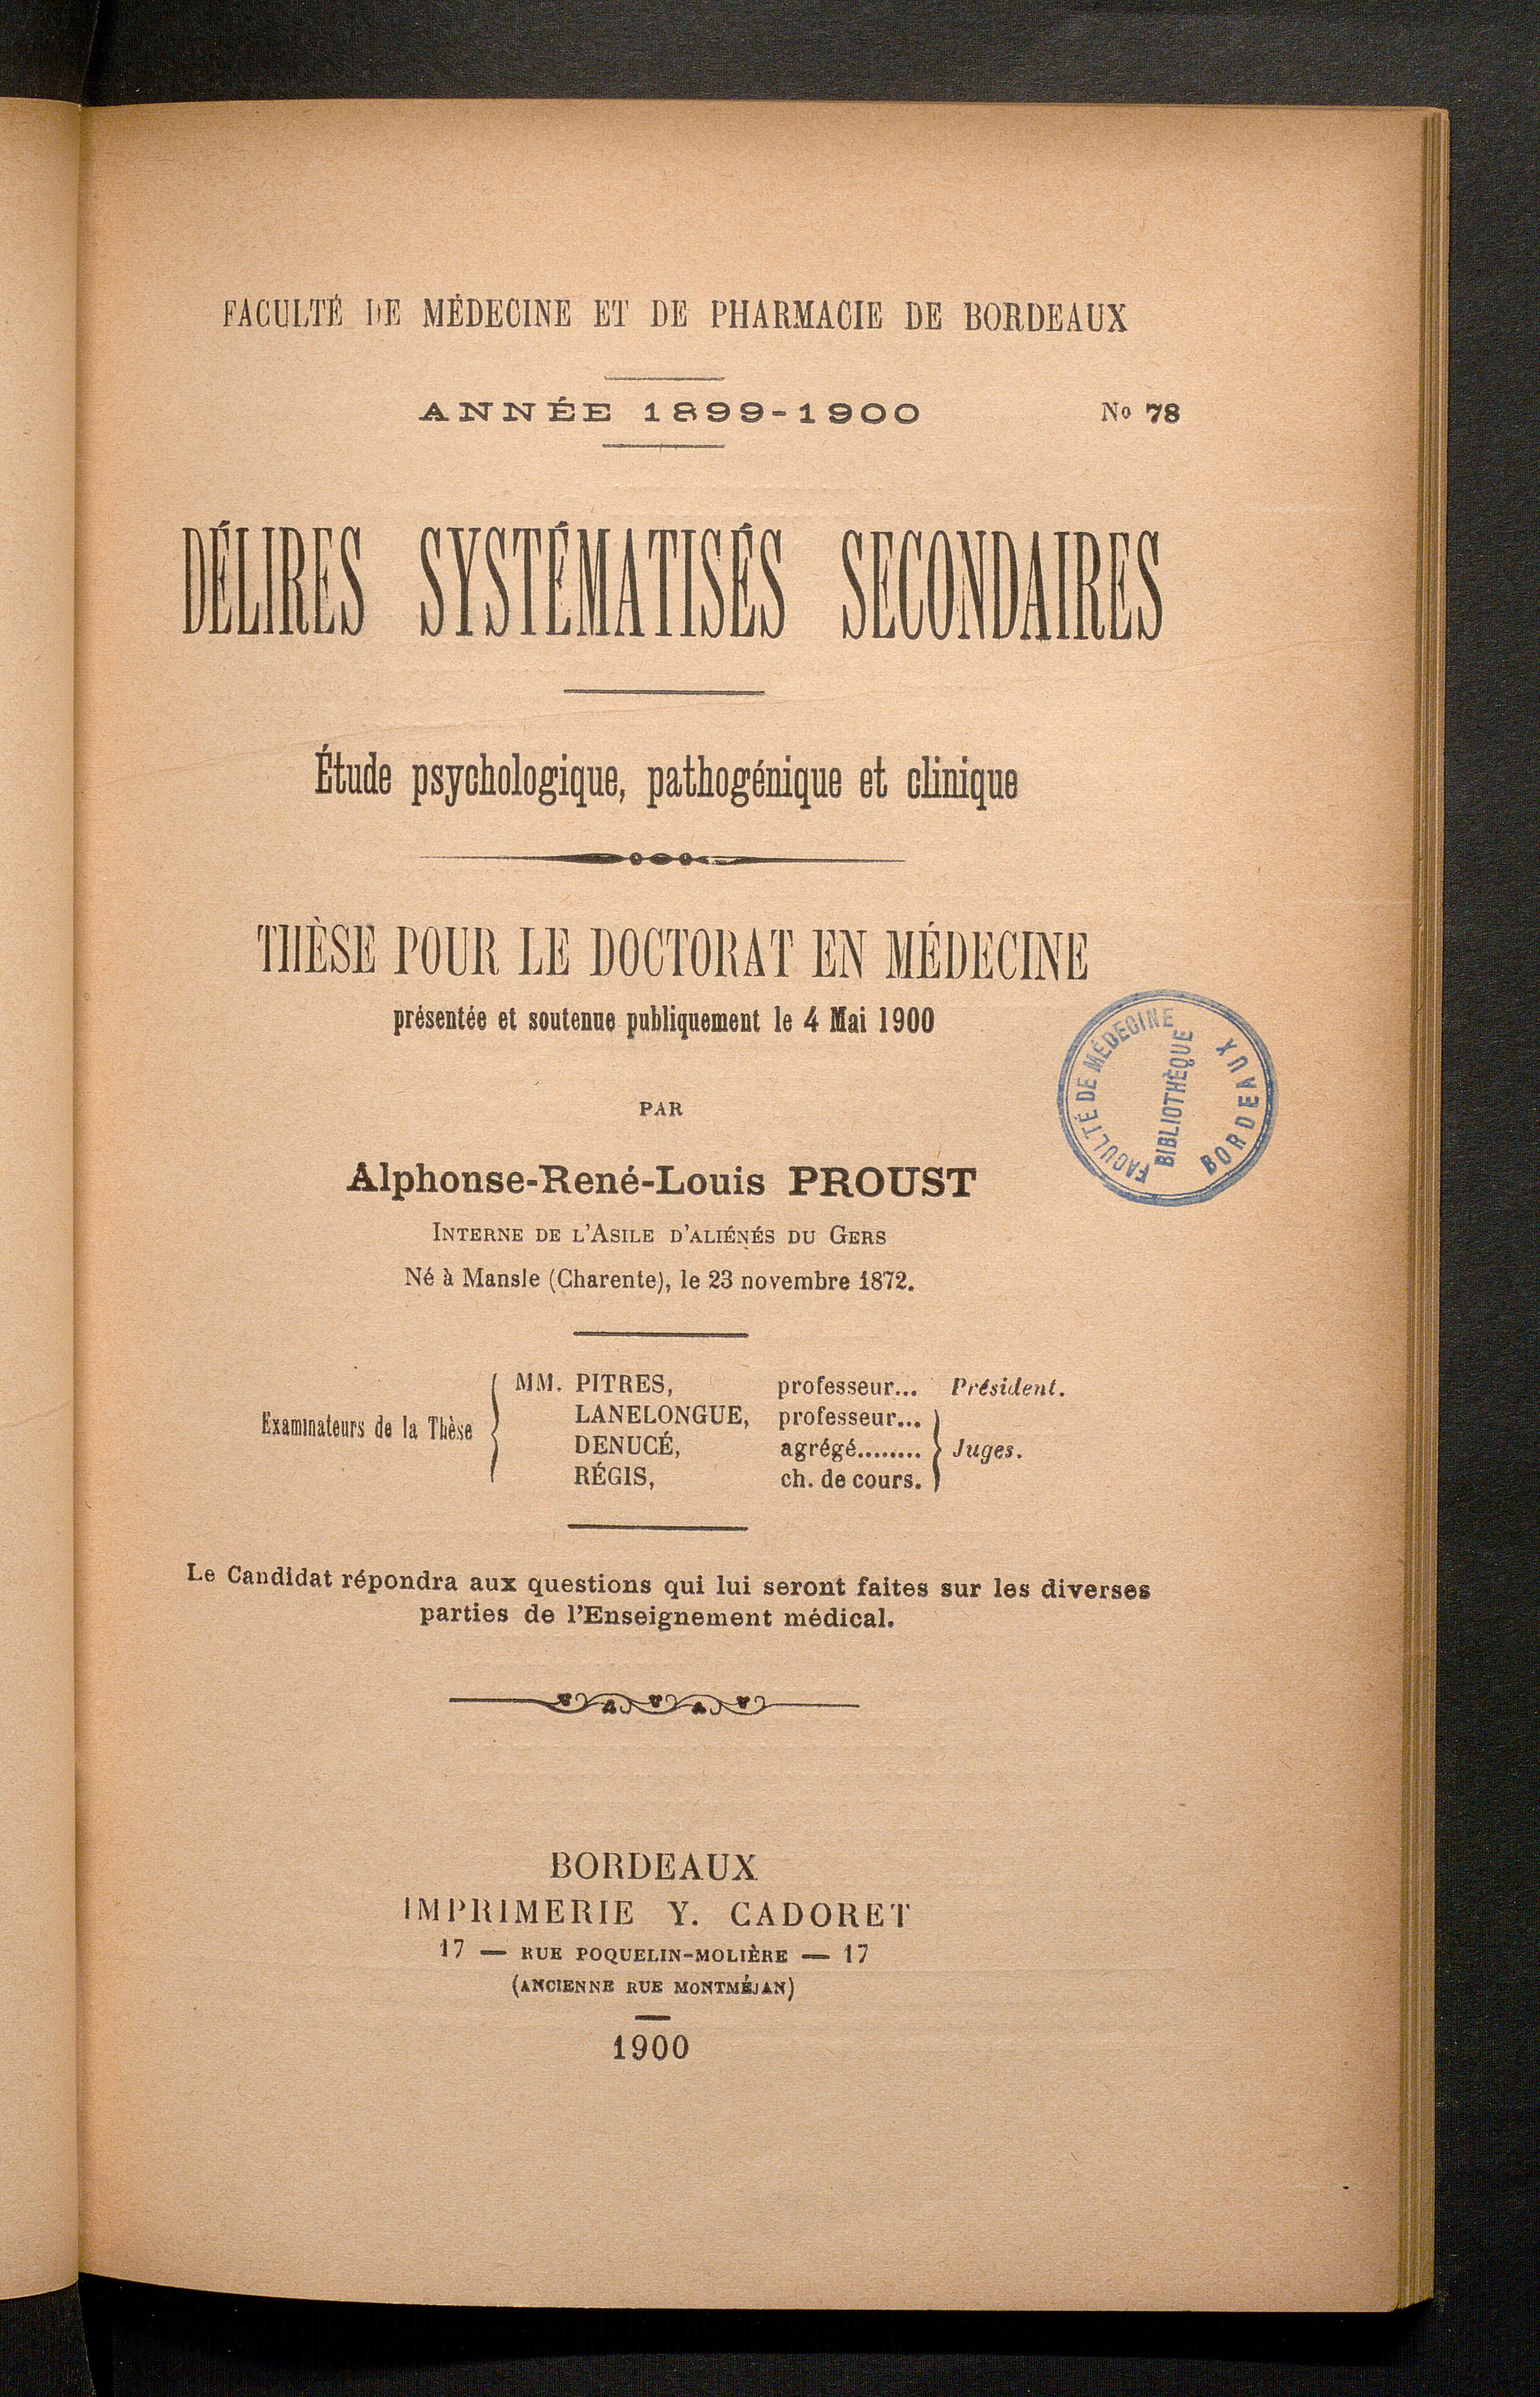 FACULTÉ DE MÉDECINE ET DE PHARMACIE DE BORDEAUX
ANNÉE 1899-1900
No 78
DÉLIRES SYSTÉMATISÉS SECONDAIRES
Étude psychologique, pathogénique et clinique
THÈSE POUR LE DOCTORAT EN MÉDECINE
présentée et soutenue publiquement le 4 Mai 1900
FACULTÉ DE MÉDECINE
BIBLIOTHÈQUE
BORDEAUX
PAR
Alphonse-René-Louis PROUST
INTERNE DE L'ASILE D'ALIÉNÉS DU GERS
Né à Mansle (Charente), le 23 novembre 1872.
Examinateurs de la Thèse
MM. PITRES, professeur... Président.
LANELONGUE, professeur...
DENUCÉ, agrégé........ Juges.
RÉGIS, ch. de cours.
Le Candidat répondra aux questions qui lui seront faites sur les diverses
parties de l'Enseignement médical.
BORDEAUX
IMPRIMERIE Y. CADORET
17 — RUE POQUELIN-MOLIÈRE — 17
(ANCIENNE RUE MONTMÉJAN)
1900